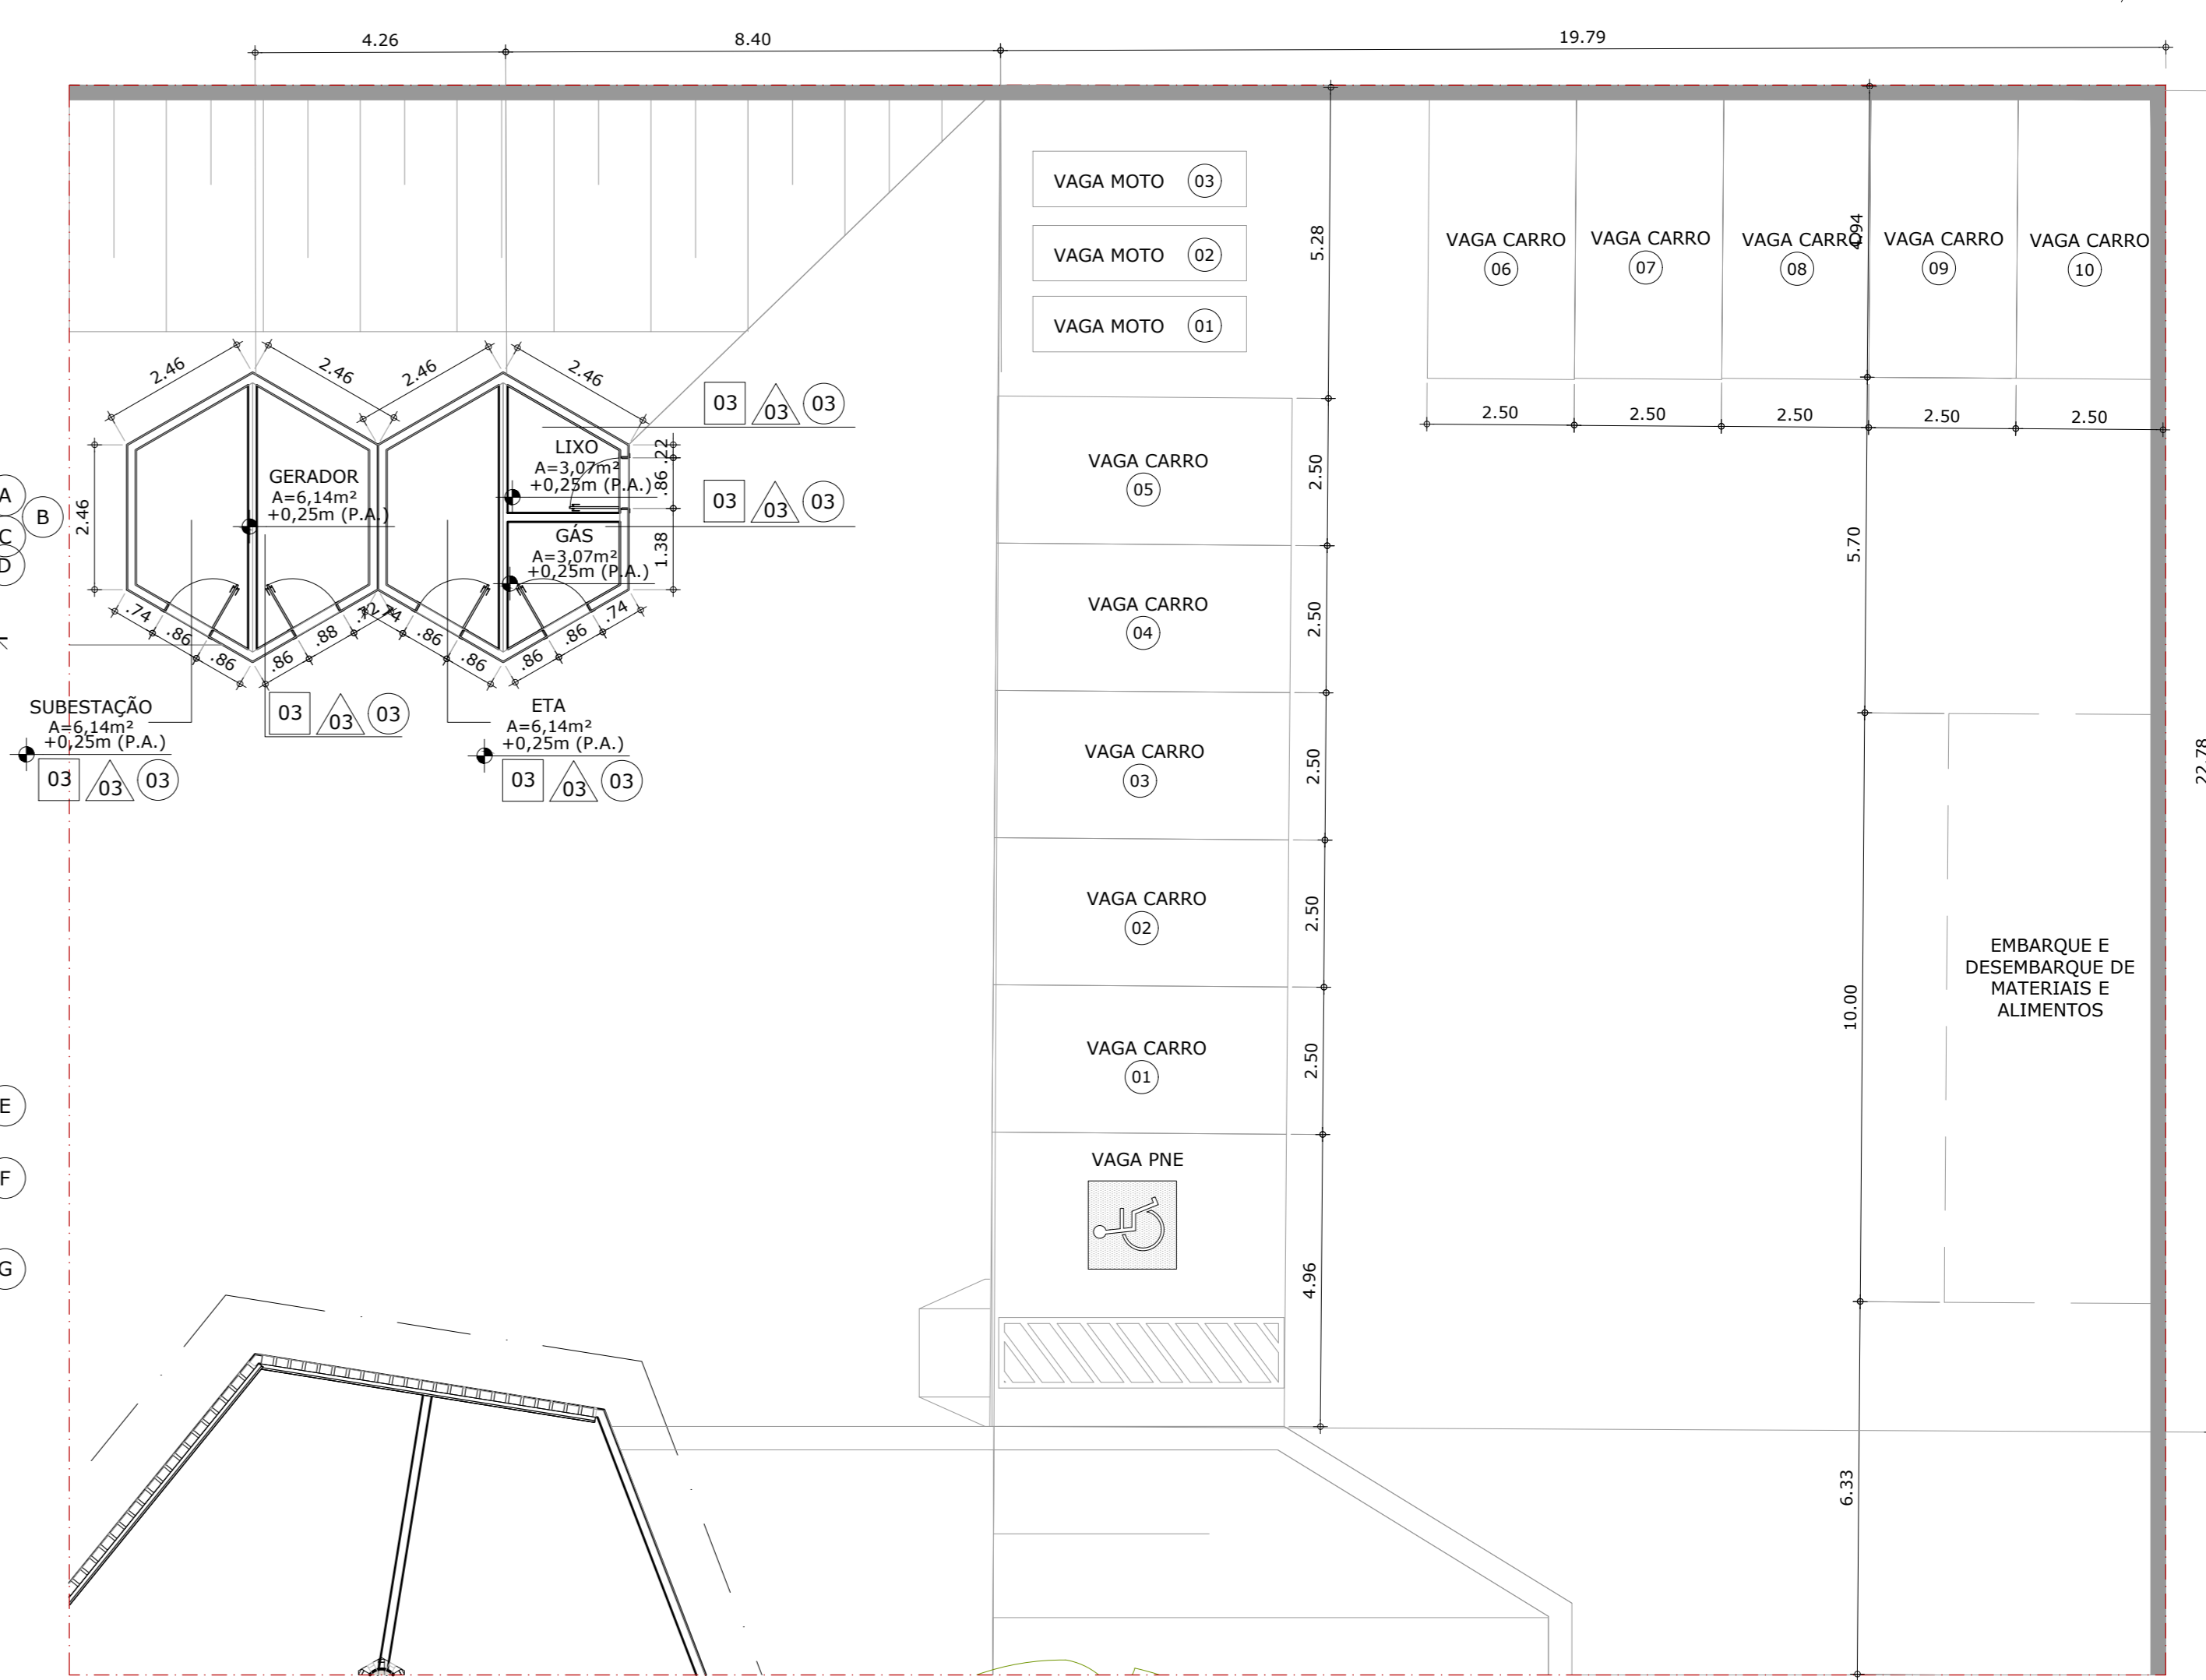 4.26
8.40
19.79
VAGA MOTO 03
VAGA MOTO 02
VAGA MOTO 01
5.28
4.94
VAGA CARRO
06
VAGA CARRO
07
VAGA CARRO
08
VAGA CARRO
09
VAGA CARRO
10
2.50
2.50
2.50
2.50
2.50
2.46
2.46
2.46
2.46
2.46
03 03 03
LIXO
A=3,07m²
+0,25m (P.A.)
.22
.86
1.38
03 03 03
GERADOR
A=6,14m²
+0,25m (P.A.)
GÁS
A=3,07m²
+0,25m (P.A.)
A
B
C
D
.74
.86
.86
.86
.88
.72
.74
.86
.86
.86
.86
.74
SUBESTAÇÃO
A=6,14m²
+0,25m (P.A.)
03 03 03
03 03 03
ETA
A=6,14m²
+0,25m (P.A.)
03 03 03
VAGA CARRO
05
2.50
VAGA CARRO
04
2.50
VAGA CARRO
03
2.50
VAGA CARRO
02
2.50
VAGA CARRO
01
2.50
VAGA PNE
4.96
5.70
10.00
6.33
22.78
EMBARQUE E
DESEMBARQUE DE
MATERIAIS E
ALIMENTOS
E
F
G